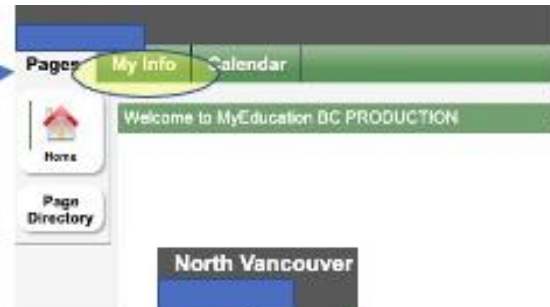 Pages My Info Calendar
Welcome to MyEducation BC PRODUCTION
Home
Page
Directory
North Vancouver